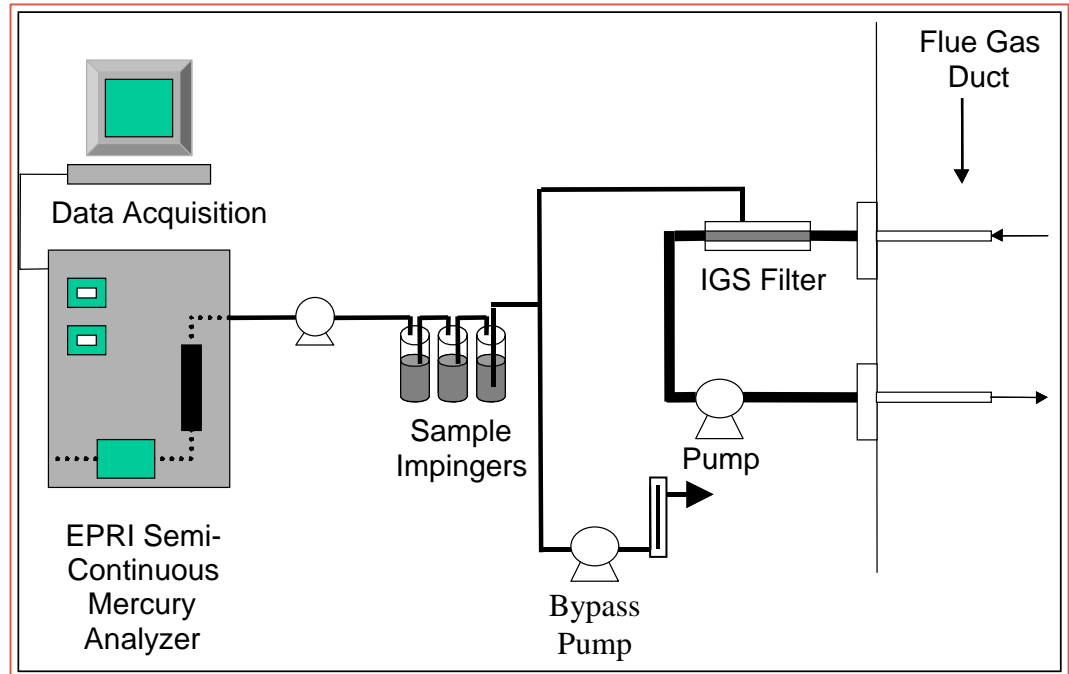 Flue Gas
Duct
Data Acquisition
IGS Filter
Sample
Impingers
Pump
EPRI Semi-
Continuous
Mercury
Analyzer
Bypass
Pump